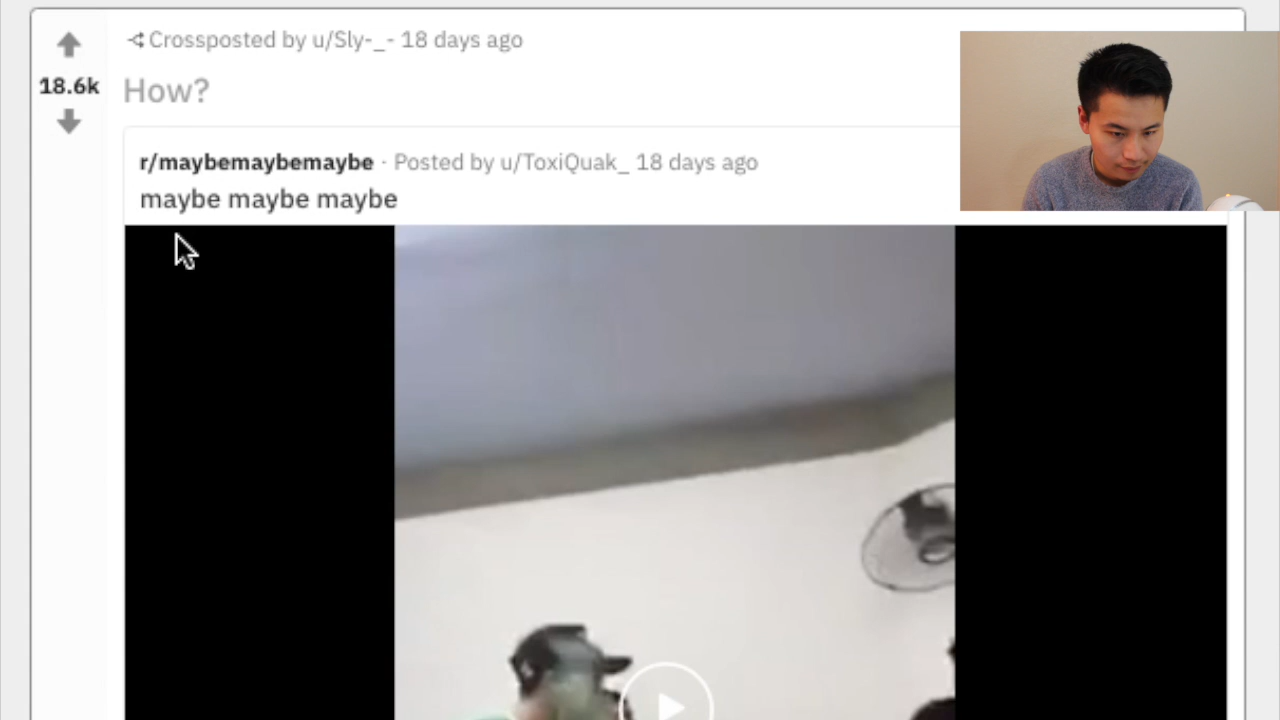 Crossposted by u/Sly-_- 18 days ago
18.6k
How?
r/maybemaybemaybe · Posted by u/ToxiQuak_ 18 days ago
maybe maybe maybe